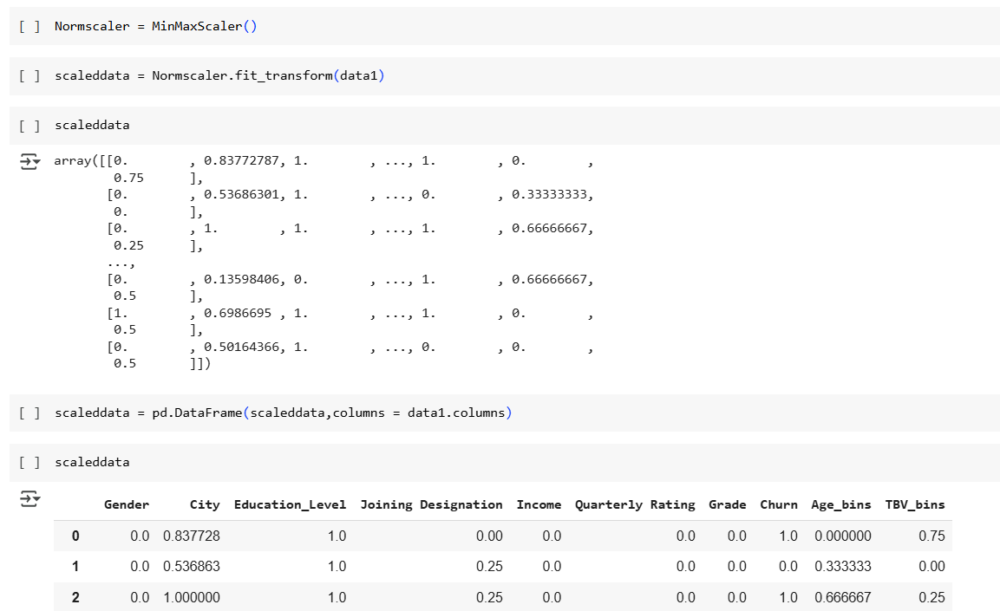 [ ] Normscaler = MinMaxScaler()
[ ] scaleddata = Normscaler.fit_transform(data1)
[ ] scaleddata
array([[0.        , 0.83772787, 1.        , ..., 1.        , 0.        ,
        0.75      ],
       [0.        , 0.53686301, 1.        , ..., 0.        , 0.33333333,
        0.        ],
       [0.        , 1.        , 1.        , ..., 1.        , 0.66666667,
        0.25      ],
       ...,
       [0.        , 0.13598406, 0.        , ..., 1.        , 0.66666667,
        0.5       ],
       [1.        , 0.6986695 , 1.        , ..., 1.        , 0.        ,
        0.5       ],
       [0.        , 0.50164366, 1.        , ..., 0.        , 0.        ,
        0.5       ]])
[ ] scaleddata = pd.DataFrame(scaleddata,columns = data1.columns)
[ ] scaleddata
Gender City Education_Level Joining Designation Income Quarterly Rating Grade Churn Age_bins TBV_bins
0 0.0 0.837728 1.0 0.00 0.0 0.0 0.0 1.0 0.000000 0.75
1 0.0 0.536863 1.0 0.25 0.0 0.0 0.0 0.0 0.333333 0.00
2 0.0 1.000000 1.0 0.25 0.0 0.0 0.0 1.0 0.666667 0.25